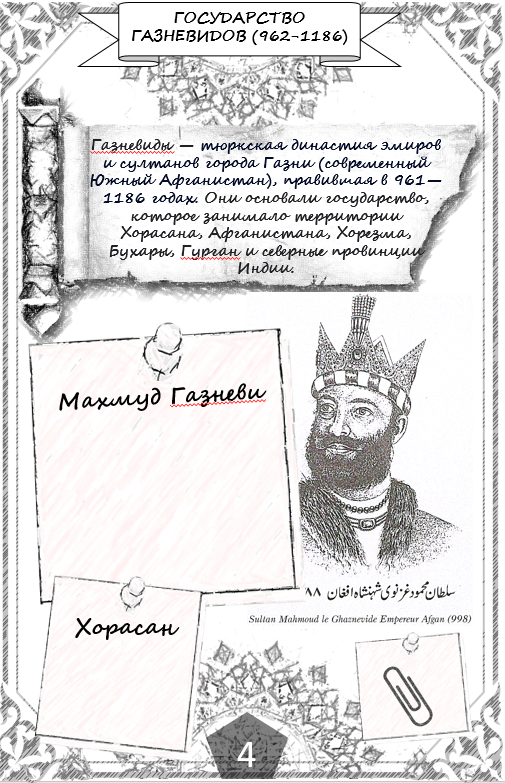 ГОСУДАРСТВО
ГАЗНЕВИДОВ (962-1186)
Газневиды — тюркская династия эмиров
и султанов города Газни (современный
Южный Афганистан), правившая в 961—
1186 годах. Они основали государство,
которое занимало территории
Хорасана, Афганистана, Хорезма,
Бухары, Гурган и северные провинции
Индии.
Махмуд Газневи
سلطان محمود غزنوی شهنشاه افغان ٨٨
Sultan Mahmoud le Ghaznevide Empereur Afgan (998)
Хорасан
4